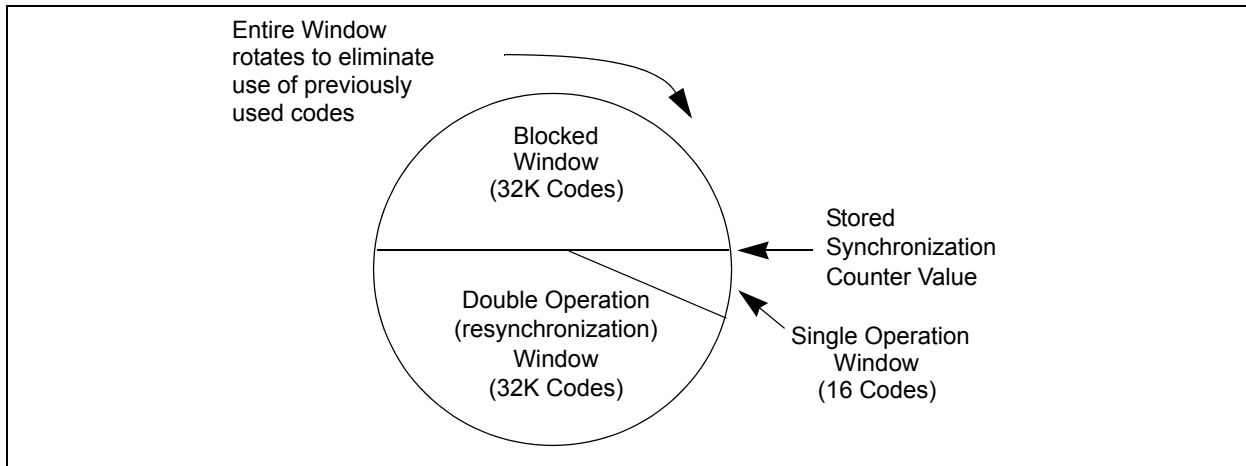 Entire Window
rotates to eliminate
use of previously
used codes
Blocked
Window
(32K Codes)
Stored
Synchronization
Counter Value
Double Operation
(resynchronization)
Window
(32K Codes)
Single Operation
Window
(16 Codes)